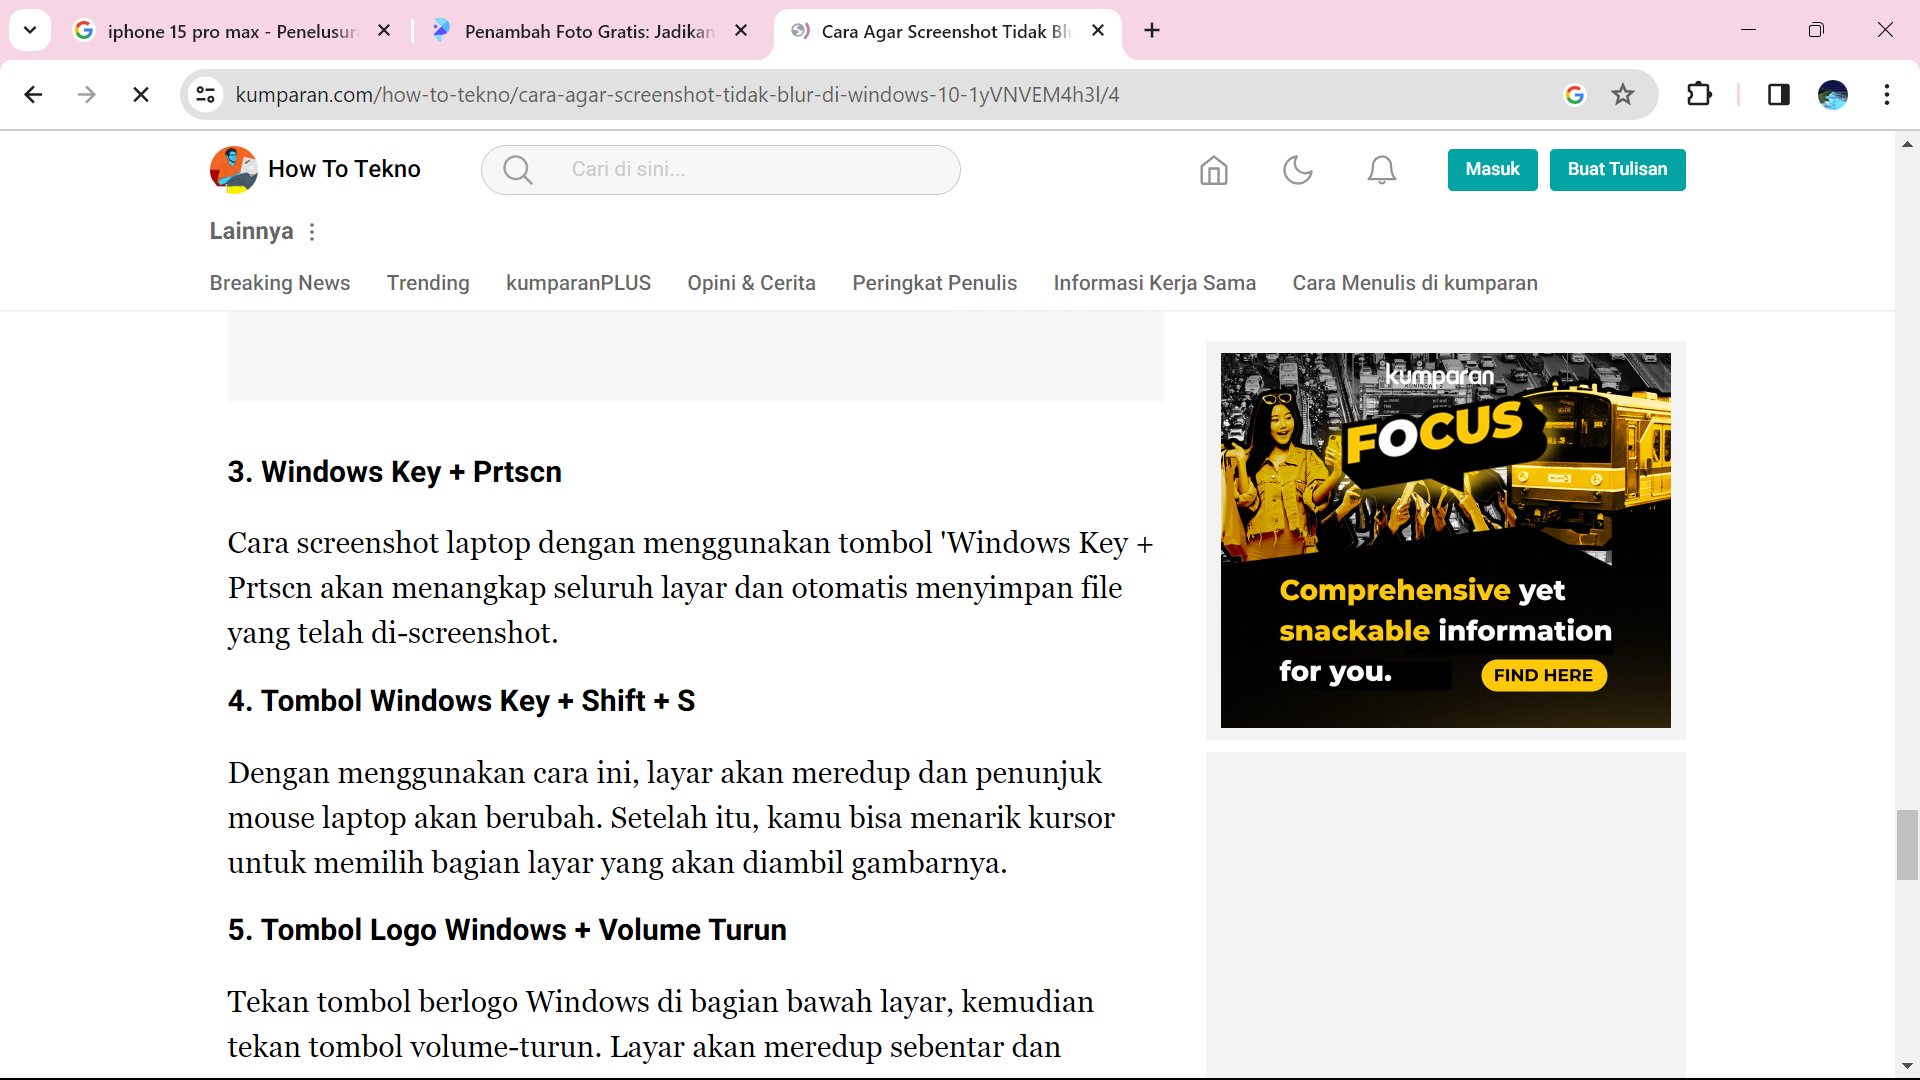 iphone 15 pro max - Penelusur
Penambah Foto Gratis: Jadikan
Cara Agar Screenshot Tidak Bl
kumparan.com/how-to-tekno/cara-agar-screenshot-tidak-blur-di-windows-10-1yVNVEM4h3l/4
How To Tekno
Cari di sini...
Masuk
Buat Tulisan
Lainnya
Breaking News
Trending
kumparanPLUS
Opini & Cerita
Peringkat Penulis
Informasi Kerja Sama
Cara Menulis di kumparan
3. Windows Key + Prtscn
Cara screenshot laptop dengan menggunakan tombol 'Windows Key +
Prtscn akan menangkap seluruh layar dan otomatis menyimpan file
yang telah di-screenshot.
4. Tombol Windows Key + Shift + S
Dengan menggunakan cara ini, layar akan meredup dan penunjuk
mouse laptop akan berubah. Setelah itu, kamu bisa menarik kursor
untuk memilih bagian layar yang akan diambil gambarnya.
5. Tombol Logo Windows + Volume Turun
Tekan tombol berlogo Windows di bagian bawah layar, kemudian
tekan tombol volume-turun. Layar akan meredup sebentar dan
kumparan
FOCUS
Comprehensive yet
snackable information
for you.
FIND HERE